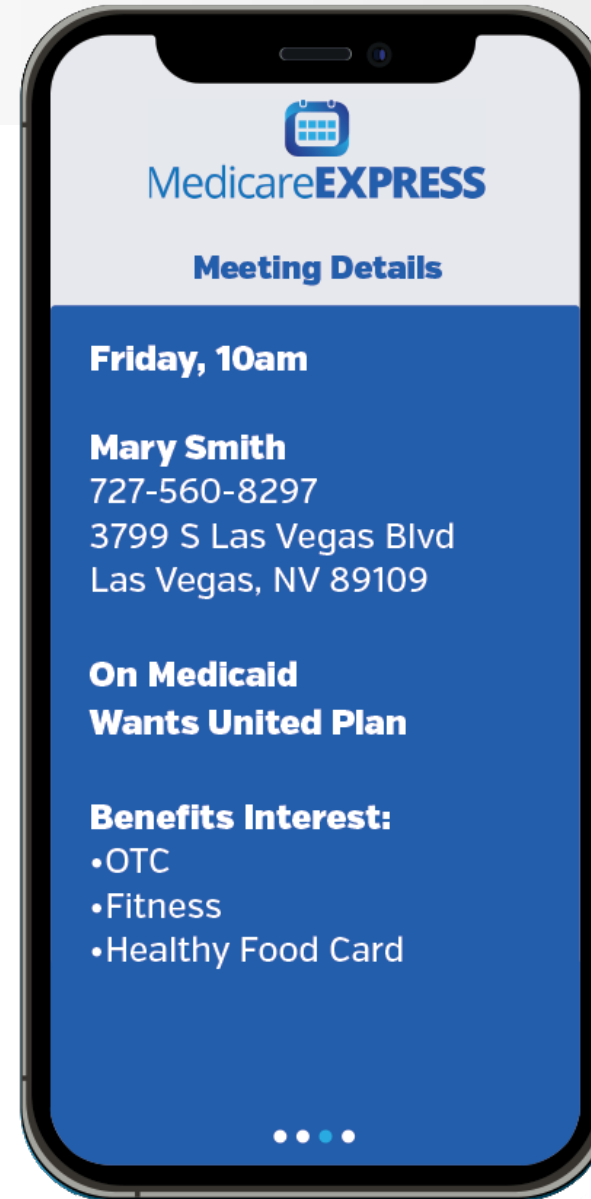 MedicareEXPRESS
Meeting Details
Friday, 10am
Mary Smith
727-560-8297
3799 S Las Vegas Blvd
Las Vegas, NV 89109
On Medicaid
Wants United Plan
Benefits Interest:
•OTC
•Fitness
•Healthy Food Card